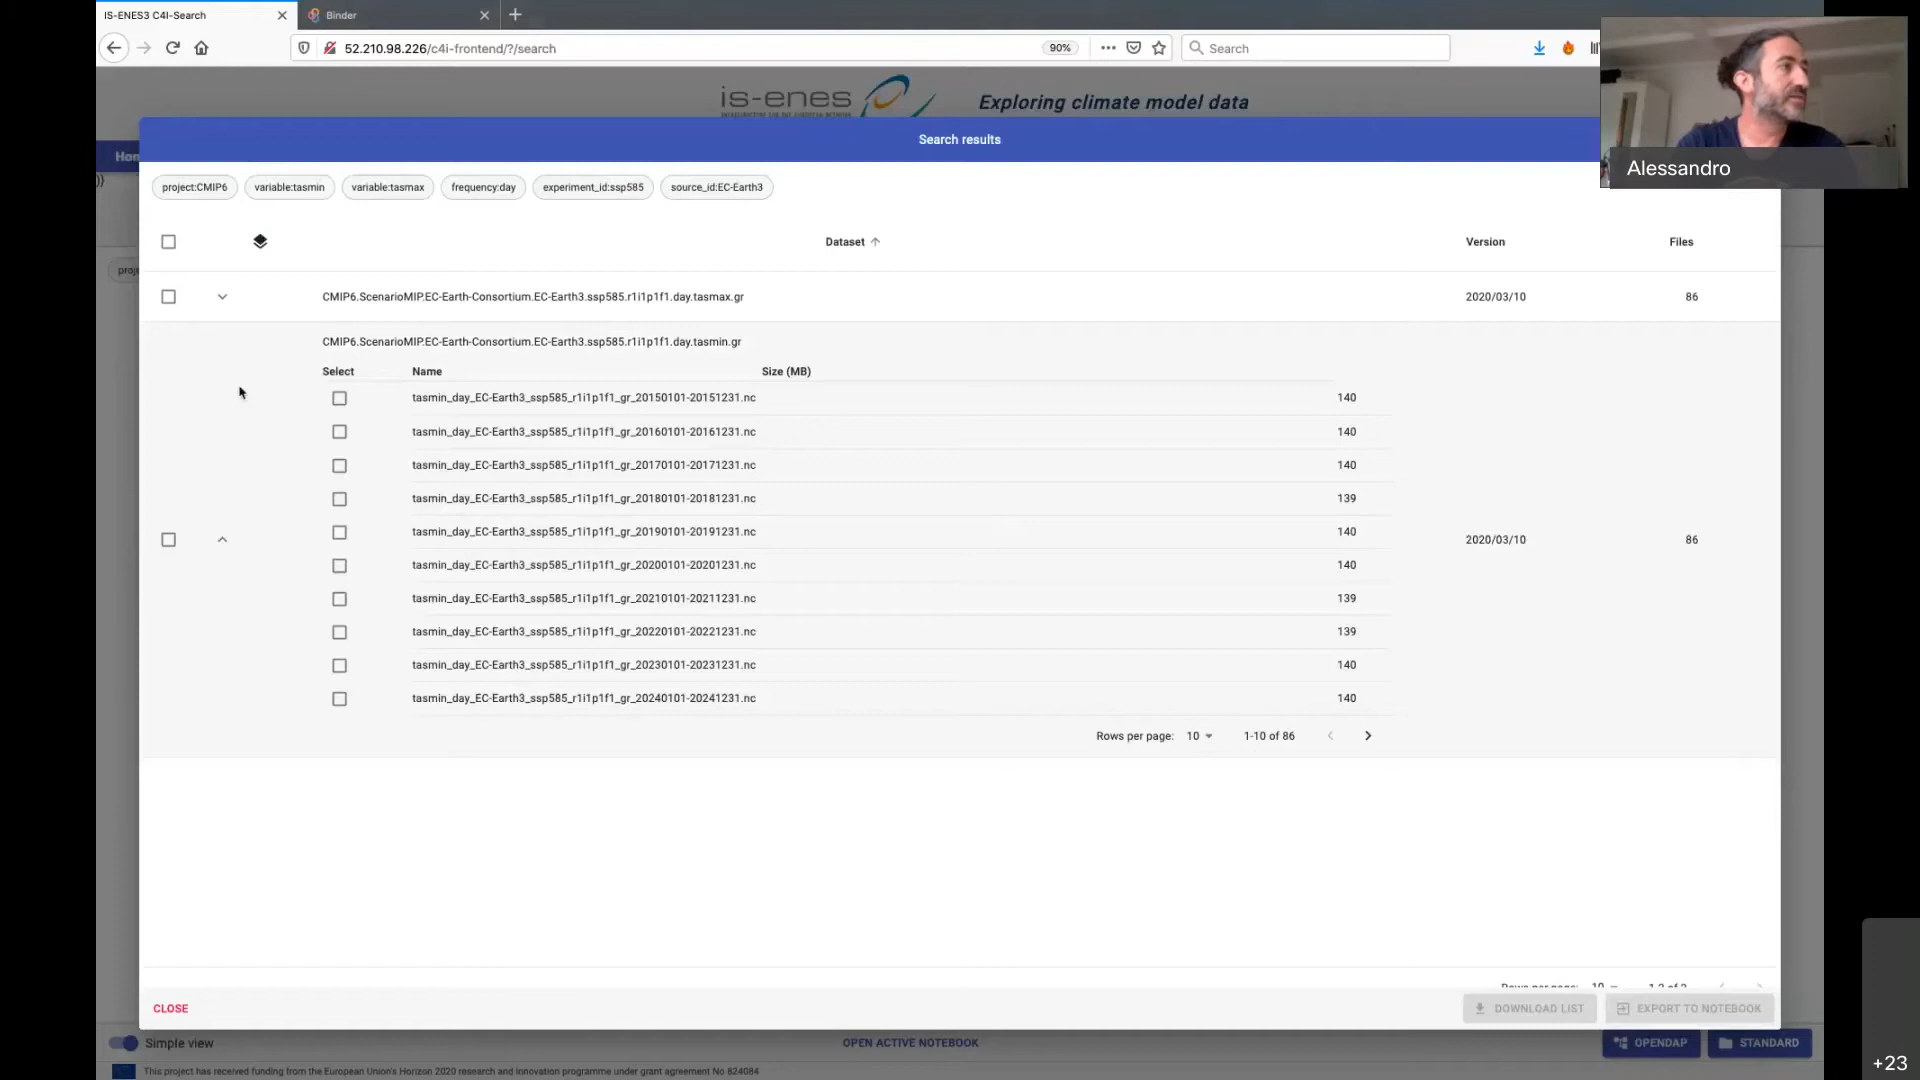 IS-ENES3 C4I-Search
Binder
52.210.98.226/c4i-frontend/?/search
90%
Search
is-enes
Exploring climate model data
Search results
Alessandro
project:CMIP6 variable:tasmin variable:tasmax frequency:day experiment_id:ssp585 source_id:EC-Earth3
Dataset Version Files
CMIP6.ScenarioMIP.EC-Earth-Consortium.EC-Earth3.ssp585.r1i1p1f1.day.tasmax.gr 2020/03/10 86
CMIP6.ScenarioMIP.EC-Earth-Consortium.EC-Earth3.ssp585.r1i1p1f1.day.tasmin.gr
Select Name Size (MB)
tasmin_day_EC-Earth3_ssp585_r1i1p1f1_gr_20150101-20151231.nc 140
tasmin_day_EC-Earth3_ssp585_r1i1p1f1_gr_20160101-20161231.nc 140
tasmin_day_EC-Earth3_ssp585_r1i1p1f1_gr_20170101-20171231.nc 140
tasmin_day_EC-Earth3_ssp585_r1i1p1f1_gr_20180101-20181231.nc 139
tasmin_day_EC-Earth3_ssp585_r1i1p1f1_gr_20190101-20191231.nc 140
2020/03/10 86
tasmin_day_EC-Earth3_ssp585_r1i1p1f1_gr_20200101-20201231.nc 140
tasmin_day_EC-Earth3_ssp585_r1i1p1f1_gr_20210101-20211231.nc 139
tasmin_day_EC-Earth3_ssp585_r1i1p1f1_gr_20220101-20221231.nc 139
tasmin_day_EC-Earth3_ssp585_r1i1p1f1_gr_20230101-20231231.nc 140
tasmin_day_EC-Earth3_ssp585_r1i1p1f1_gr_20240101-20241231.nc 140
Rows per page: 10 1-10 of 86
CLOSE
DOWNLOAD LIST EXPORT TO NOTEBOOK
Simple view OPEN ACTIVE NOTEBOOK OPENDAP STANDARD
This project has received funding from the European Union's Horizon 2020 research and innovation programme under grant agreement No 824084
+23